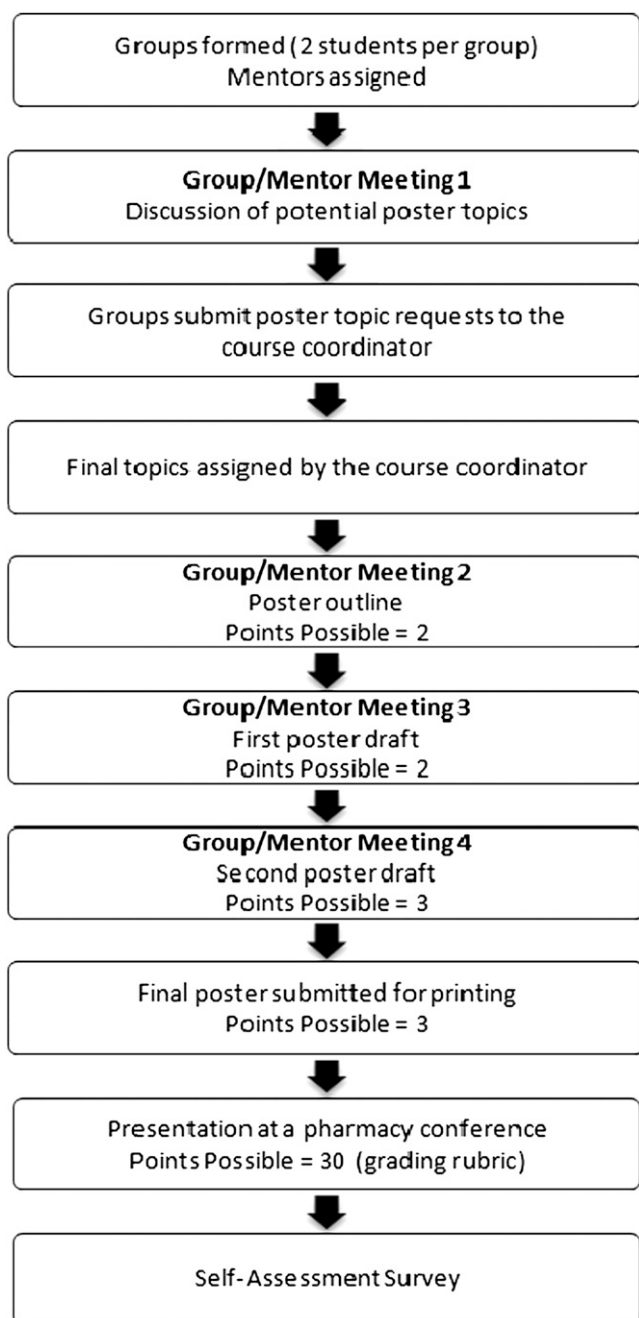 Groups formed (2 students per group)
Mentors assigned
Group/Mentor Meeting 1
Discussion of potential poster topics
Groups submit poster topic requests to the
course coordinator
Final topics assigned by the course coordinator
Group/Mentor Meeting 2
Poster outline
Points Possible = 2
Group/Mentor Meeting 3
First poster draft
Points Possible = 2
Group/Mentor Meeting 4
Second poster draft
Points Possible = 3
Final poster submitted for printing
Points Possible = 3
Presentation at a pharmacy conference
Points Possible = 30 (grading rubric)
Self-Assessment Survey